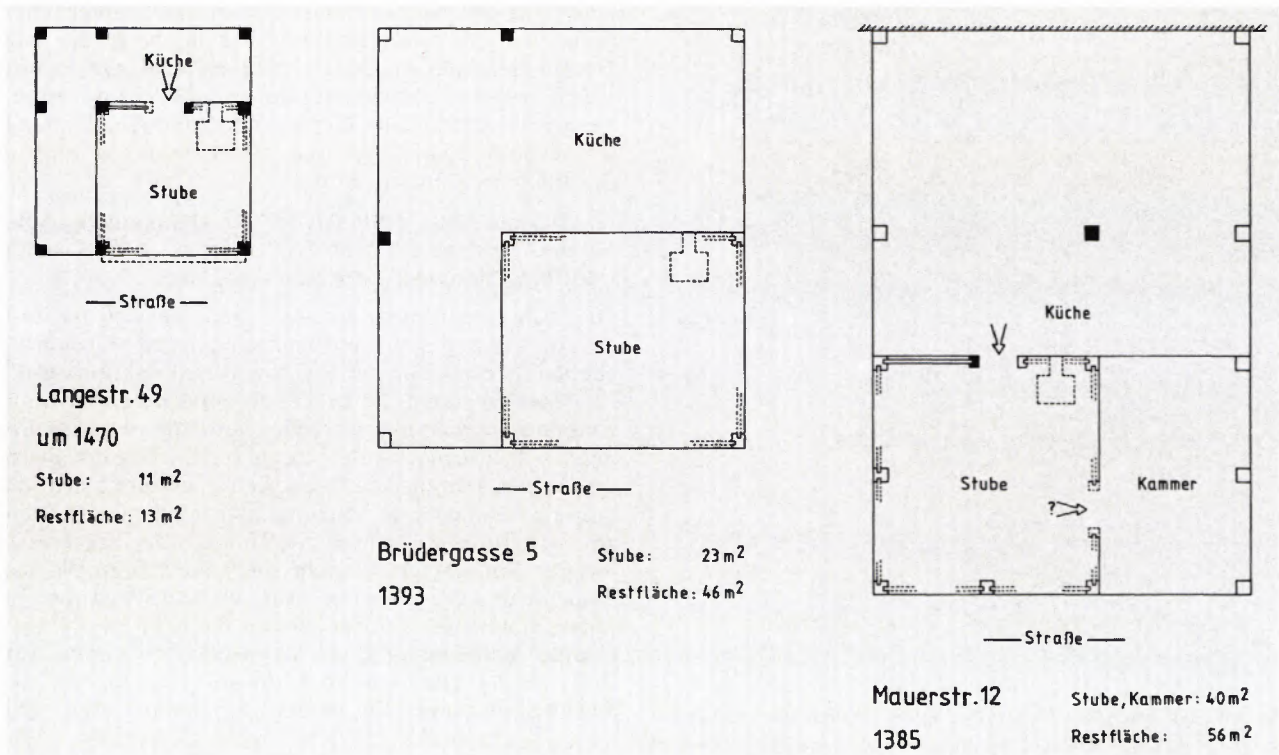 Küche
Stube
Straße
Langestr. 49
um 1470
Stube: 11 m²
Restfläche: 13 m²
Küche
Stube
Straße
Brüdergasse 5
1393
Stube: 23 m²
Restfläche: 46 m²
Küche
Stube
?
Kammer
Straße
Mauerstr. 12
1385
Stube, Kammer: 40 m²
Restfläche: 56 m²